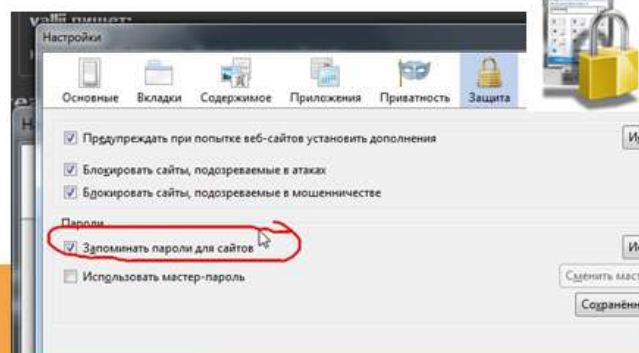 пишет:
Настройки
Основные Вкладки Содержимое Приложения Приватность Защита
Предупреждать при попытке веб-сайтов установить дополнения
Блокировать сайты, подозреваемые в атаках
Блокировать сайты, подозреваемые в мошенничестве
Пароли
Запоминать пароли для сайтов
Использовать мастер-пароль